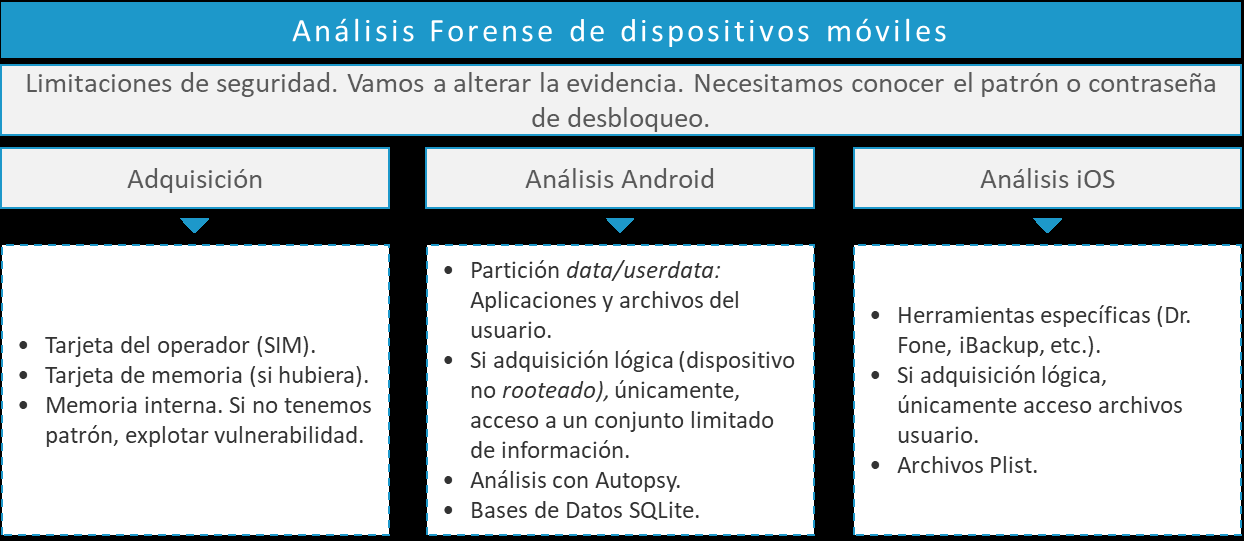 Análisis Forense de dispositivos móviles
Limitaciones de seguridad. Vamos a alterar la evidencia. Necesitamos conocer el patrón o contraseña
de desbloqueo.
Adquisición
• Tarjeta del operador (SIM).
• Tarjeta de memoria (si hubiera).
• Memoria interna. Si no tenemos
patrón, explotar vulnerabilidad.
Análisis Android
• Partición data/userdata:
Aplicaciones y archivos del
usuario.
• Si adquisición lógica (dispositivo
no rooteado), únicamente,
acceso a un conjunto limitado
de información.
• Análisis con Autopsy.
• Bases de Datos SQLite.
Análisis iOS
• Herramientas específicas (Dr.
Fone, iBackup, etc.).
• Si adquisición lógica,
únicamente acceso archivos
usuario.
• Archivos Plist.